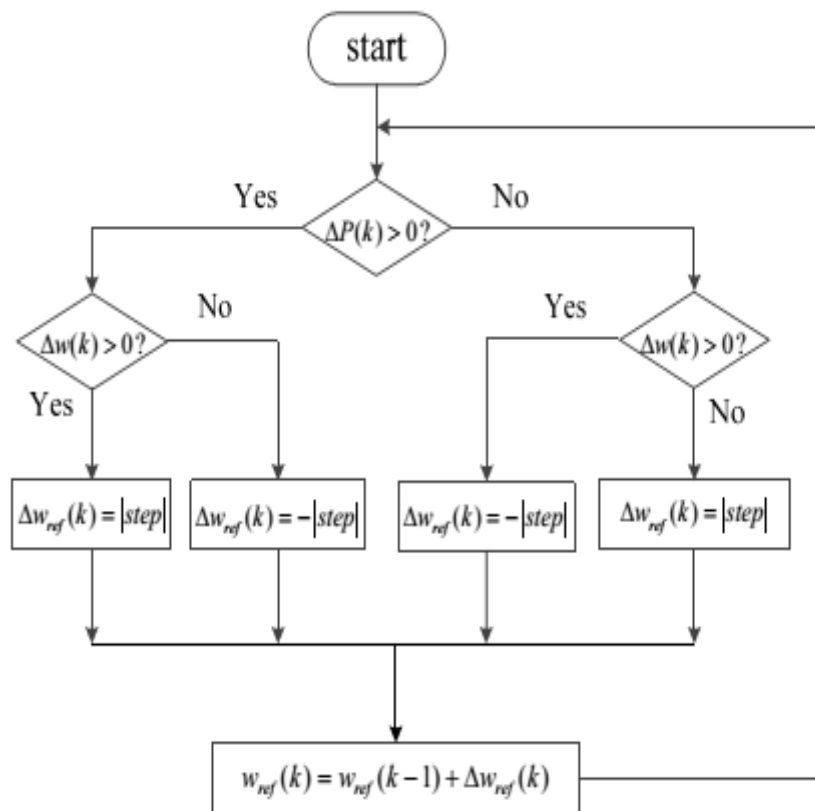 start
Yes
No
ΔP(k) > 0?
No
Yes
Δw(k) > 0?
Δw(k) > 0?
Yes
No
Δw_ref(k) = |step|
Δw_ref(k) = −|step|
Δw_ref(k) = −|step|
Δw_ref(k) = |step|
w_ref(k) = w_ref(k−1) + Δw_ref(k)